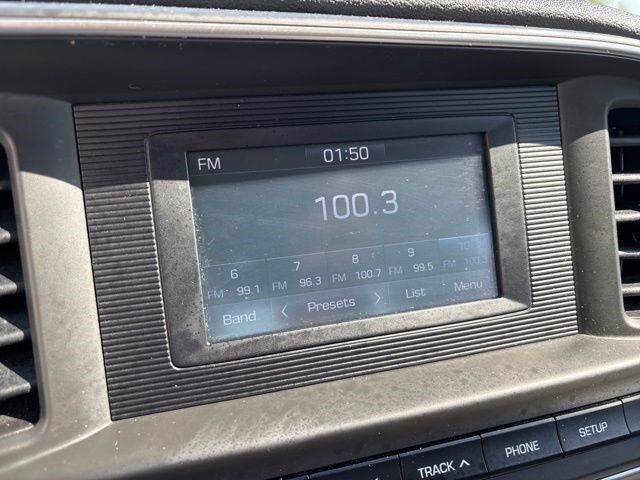 FM 01:50
100.3
6 7 8 9 10
FM 99.1 FM 96.3 FM 100.7 FM 99.5 FM 100.3
Band < Presets > List Menu
TRACK ∧ PHONE SETUP